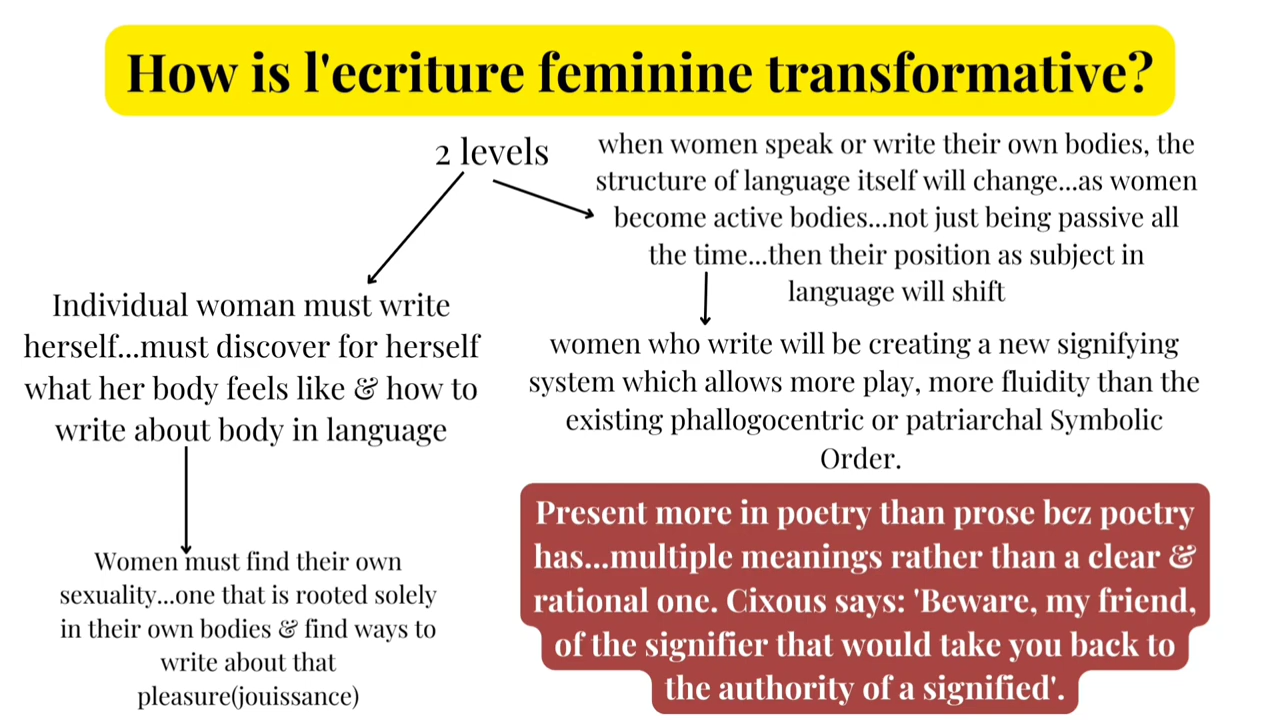 How is l'ecriture feminine transformative?
2 levels
when women speak or write their own bodies, the
structure of language itself will change...as women
become active bodies...not just being passive all
the time...then their position as subject in
language will shift
Individual woman must write
herself...must discover for herself
what her body feels like & how to
write about body in language
women who write will be creating a new signifying
system which allows more play, more fluidity than the
existing phallogocentric or patriarchal Symbolic
Order.
Women must find their own
sexuality...one that is rooted solely
in their own bodies & find ways to
write about that
pleasure(jouissance)
Present more in poetry than prose bcz poetry
has...multiple meanings rather than a clear &
rational one. Cixous says: 'Beware, my friend,
of the signifier that would take you back to
the authority of a signified'.